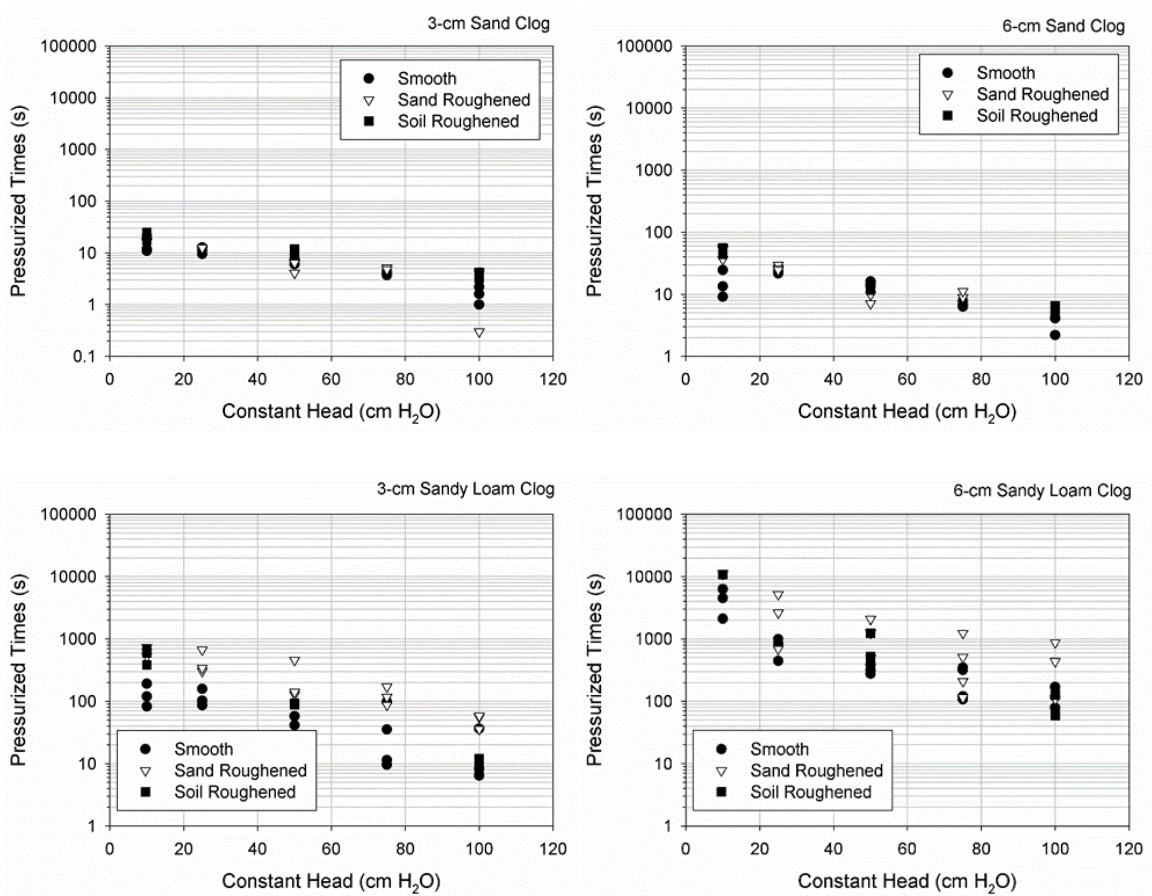 3-cm Sand Clog
100000
10000
1000
100
10
1
0.1
Pressurized Times (s)
Smooth
Sand Roughened
Soil Roughened
0 20 40 60 80 100 120
Constant Head (cm H₂O)
6-cm Sand Clog
100000
10000
1000
100
10
1
Pressurized Times (s)
Smooth
Sand Roughened
Soil Roughened
0 20 40 60 80 100 120
Constant Head (cm H₂O)
3-cm Sandy Loam Clog
100000
10000
1000
100
10
1
Pressurized Times (s)
Smooth
Sand Roughened
Soil Roughened
0 20 40 60 80 100 120
Constant Head (cm H₂O)
6-cm Sandy Loam Clog
100000
10000
1000
100
10
1
Pressurized Times (s)
Smooth
Sand Roughened
Soil Roughened
0 20 40 60 80 100 120
Constant Head (cm H₂O)